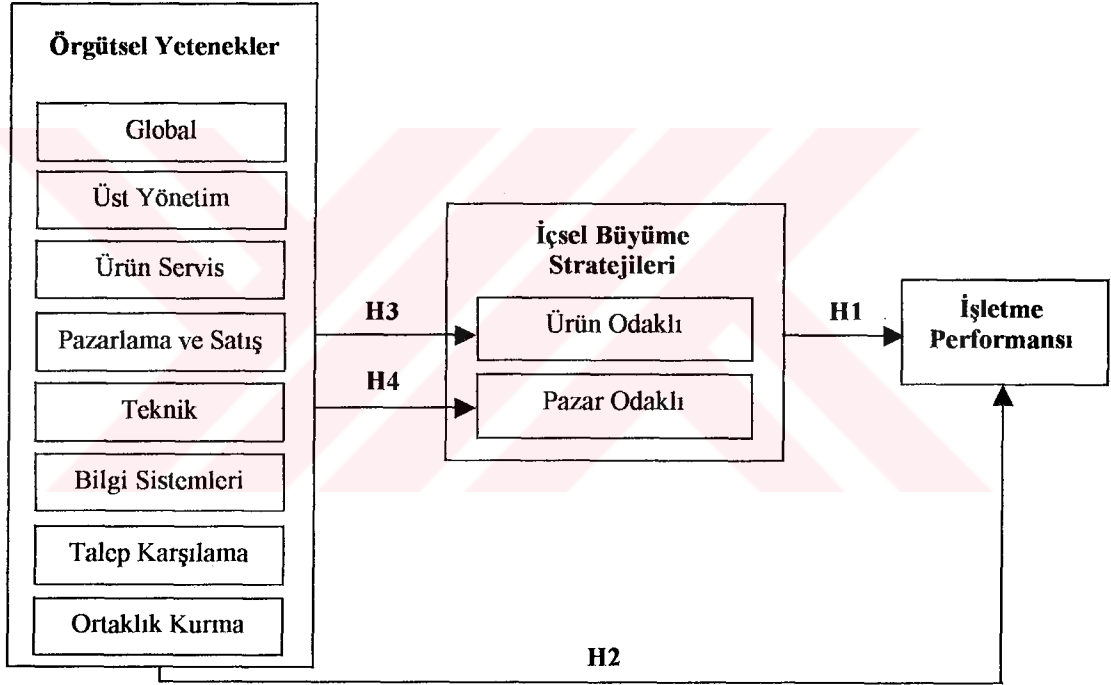 Örgütsel Yetenekler
Global
Üst Yönetim
Ürün Servis
Pazarlama ve Satış
Teknik
Bilgi Sistemleri
Talep Karşılama
Ortaklık Kurma
H3
H4
İçsel Büyüme
Stratejileri
Ürün Odaklı
Pazar Odaklı
H1
İşletme
Performansı
H2